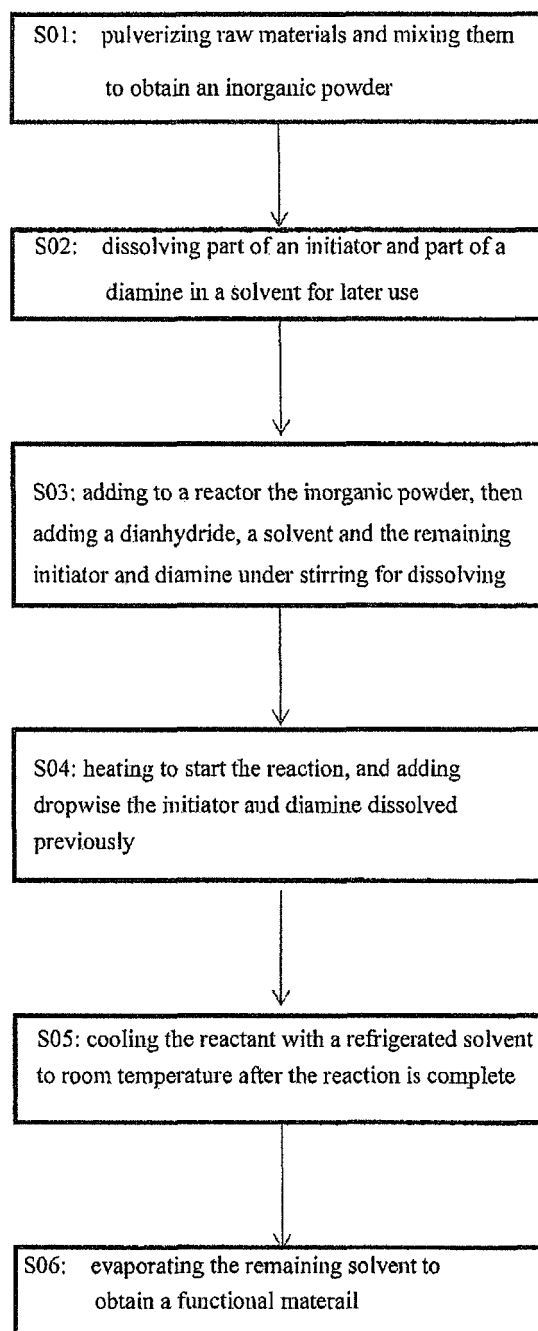 S01: pulverizing raw materials and mixing them
to obtain an inorganic powder
S02: dissolving part of an initiator and part of a
diamine in a solvent for later use
S03: adding to a reactor the inorganic powder, then
adding a dianhydride, a solvent and the remaining
initiator and diamine under stirring for dissolving
S04: heating to start the reaction, and adding
dropwise the initiator and diamine dissolved
previously
S05: cooling the reactant with a refrigerated solvent
to room temperature after the reaction is complete
S06: evaporating the remaining solvent to
obtain a functional materail